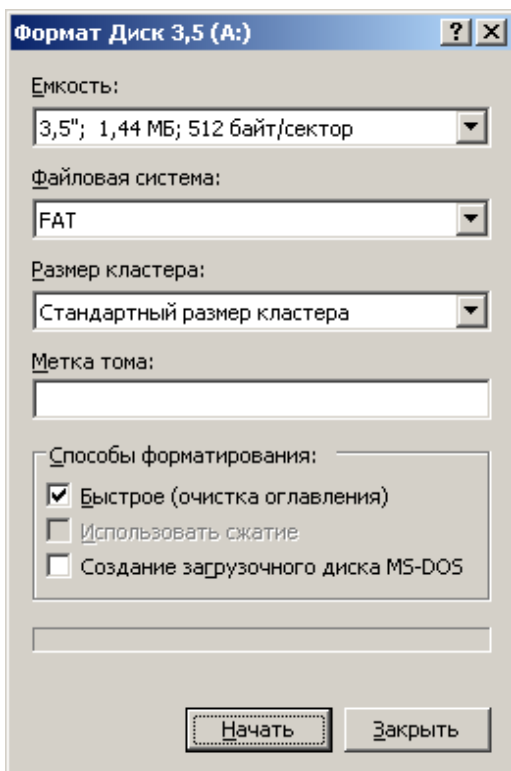 Формат Диск 3,5 (A:)
Емкость:
3,5"; 1,44 МБ; 512 байт/сектор
Файловая система:
FAT
Размер кластера:
Стандартный размер кластера
Метка тома:
Способы форматирования:
Быстрое (очистка оглавления)
Использовать сжатие
Создание загрузочного диска MS-DOS
Начать Закрыть